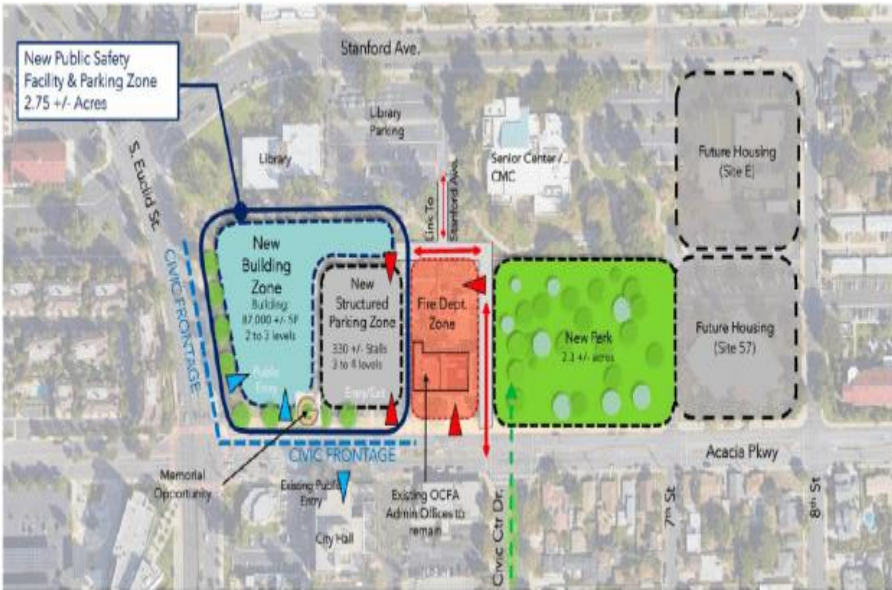 Stanford Ave.
New Public Safety
Facility & Parking Zone
2.75 +/- Acres
Library
Parking
Library
Senior Center /
CMC
Future Housing
(Site E)
S. Euclid St.
Link To
Stanford Ave.
CIVIC FRONTAGE
New
Building
Zone
Building:
87,000 +/- SF
2 to 3 levels
New
Structured
Parking Zone
330 +/- Stalls
3 to 4 levels
Fire Dept.
Zone
New Park
2.3 +/- acres
Future Housing
(Site 57)
Public
Entry
Entry/Exit
CIVIC FRONTAGE
Acacia Pkwy
Memorial
Opportunity
Existing Public
Entry
Existing OCFA
Admin Offices to
remain
City Hall
Civic Ctr Dr.
7th St
8th St